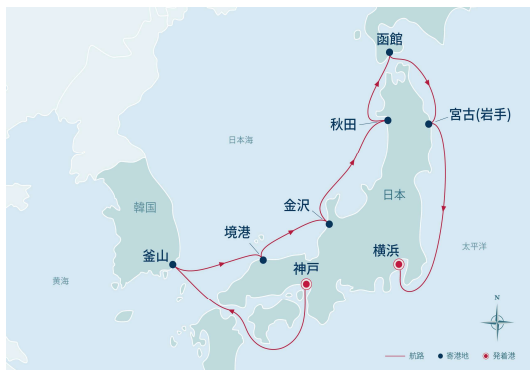 函館
宮古(岩手)
秋田
日本海
日本
韓国
金沢
境港
釜山
神戸
横浜
太平洋
黄海
N
航路
寄港地
発着港